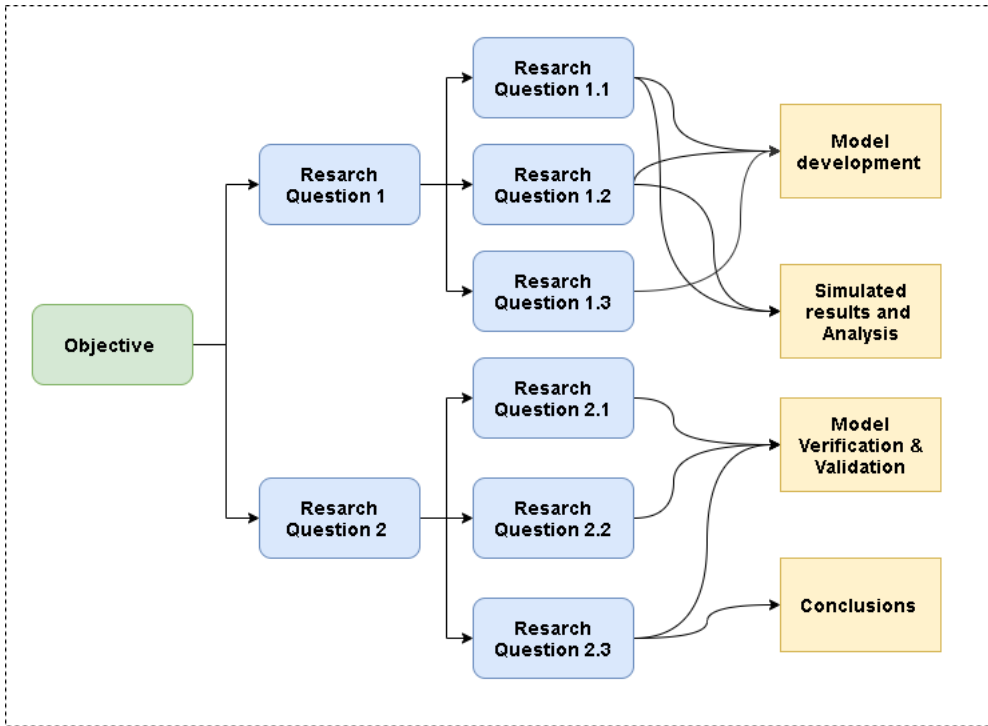 Objective
Resarch
Question 1
Resarch
Question 2
Resarch
Question 1.1
Resarch
Question 1.2
Resarch
Question 1.3
Resarch
Question 2.1
Resarch
Question 2.2
Resarch
Question 2.3
Model
development
Simulated
results and
Analysis
Model
Verification &
Validation
Conclusions